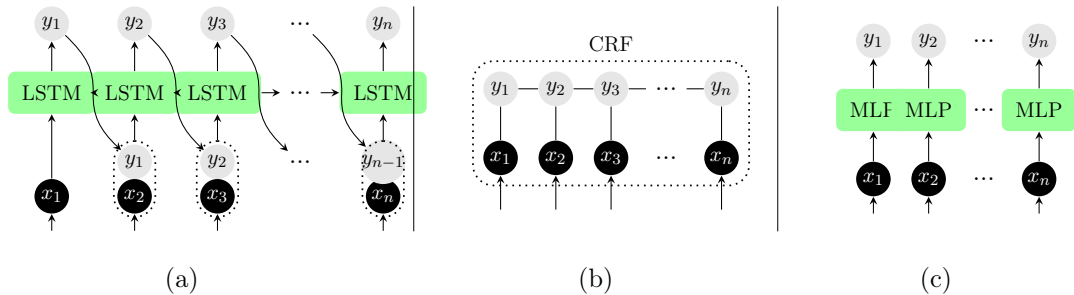 y₁ y₂ y₃ ··· yₙ
LSTM LSTM LSTM ··· LSTM
y₁ y₂ ··· yₙ₋₁
x₁ x₂ x₃ xₙ
(a)
CRF
y₁ y₂ y₃ ··· yₙ
x₁ x₂ x₃ ··· xₙ
(b)
y₁ y₂ ··· yₙ
MLP MLP ··· MLP
x₁ x₂ ··· xₙ
(c)